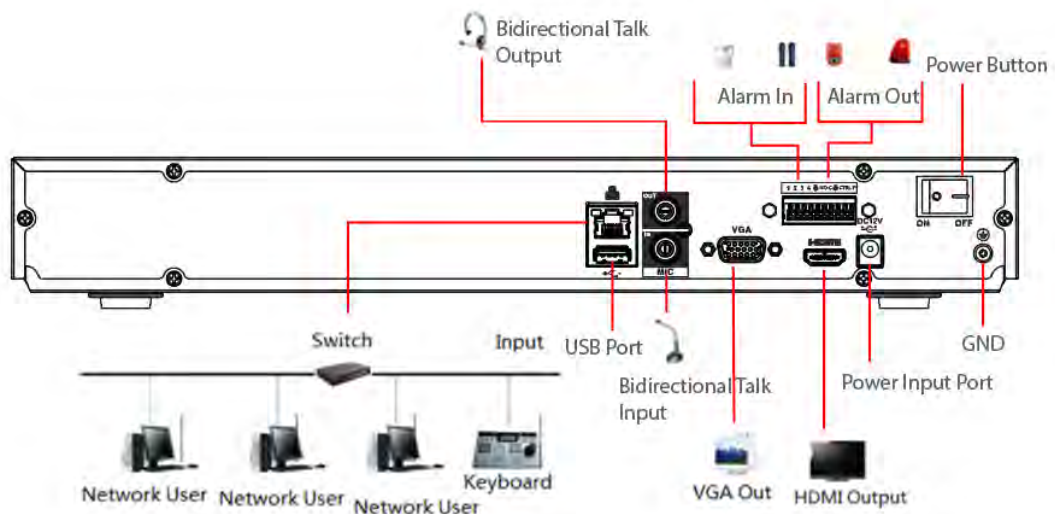 Bidirectional Talk
Output
Alarm In
Alarm Out
Power Button
OUT
IN
MIC
VGA
HDMI
DC12V
ON
OFF
Switch
Input
USB Port
Bidirectional Talk
Input
GND
Power Input Port
Network User
Network User
Network User
Keyboard
VGA Out
HDMI Output